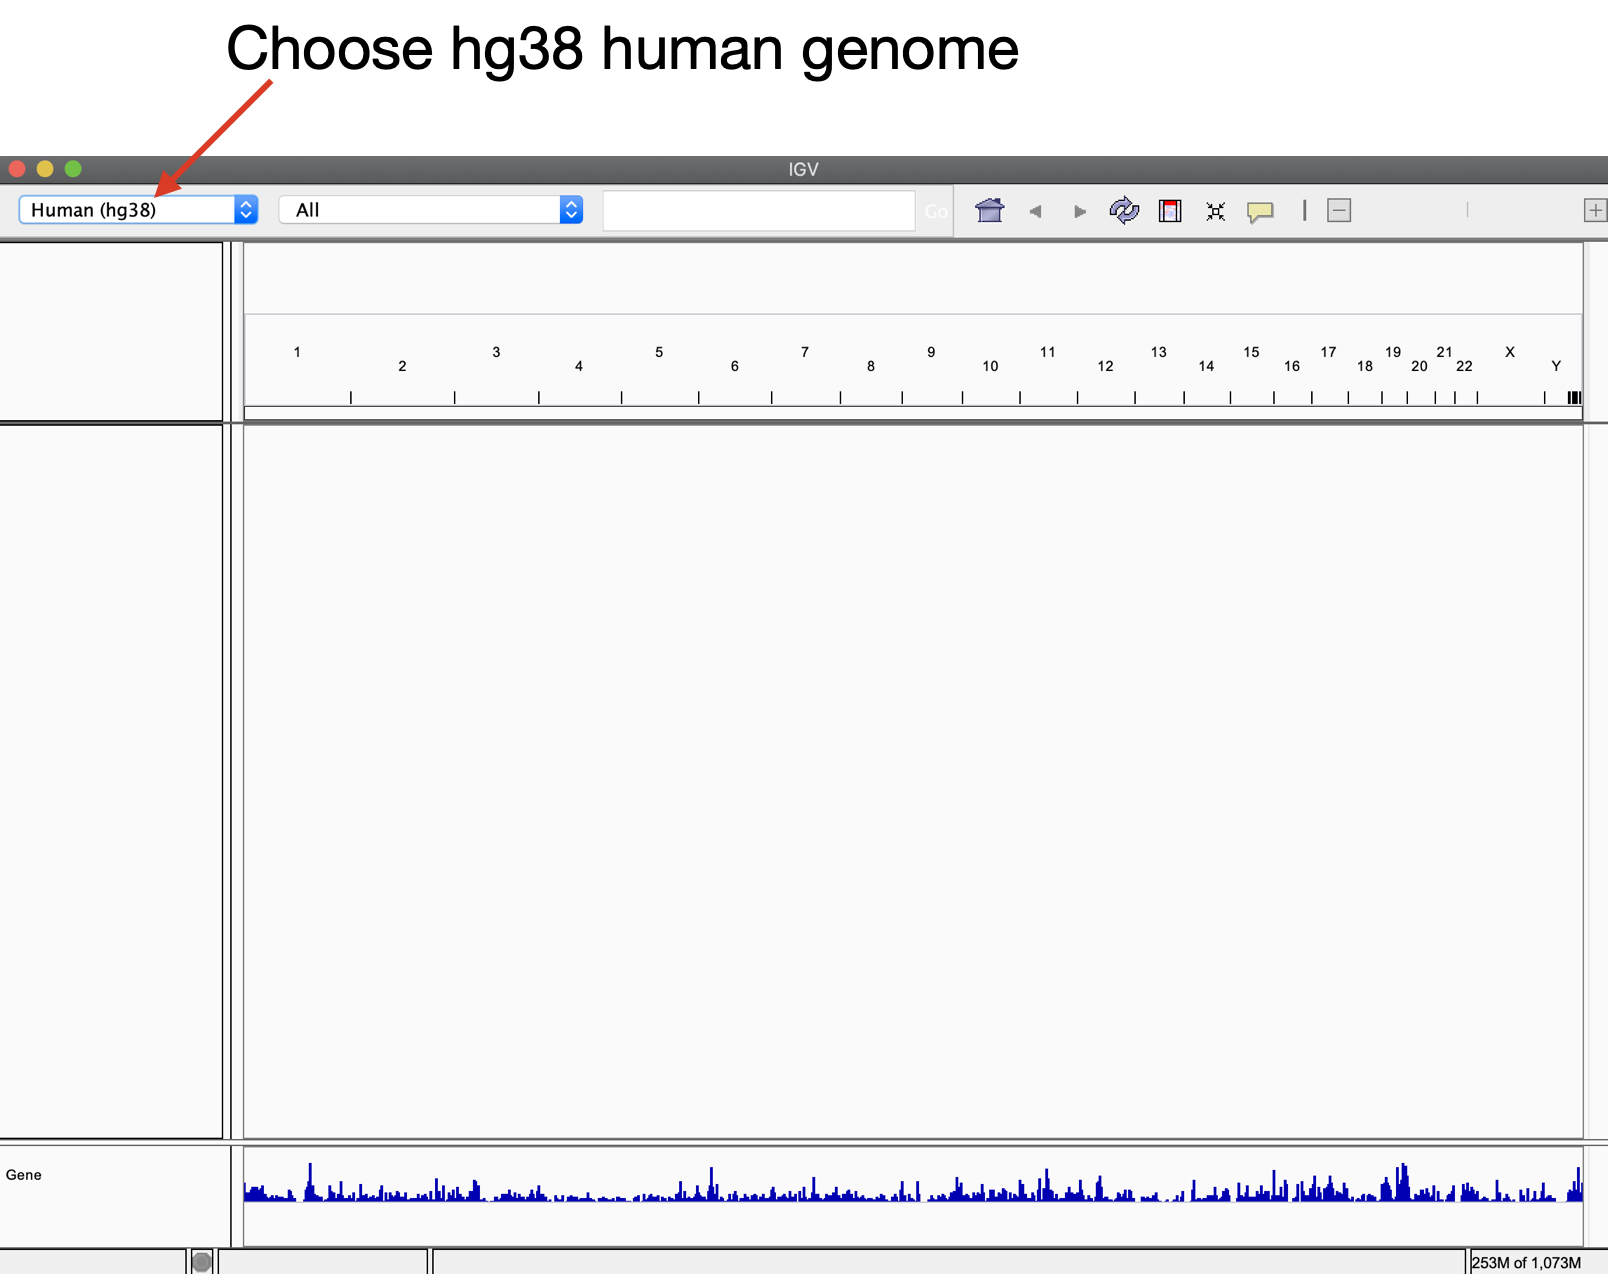 Choose hg38 human genome
IGV
Human (hg38) All Go
1 3 5 7 9 11 13 15 17 19 21 X
2 4 6 8 10 12 14 16 18 20 22 Y
Gene
253M of 1,073M